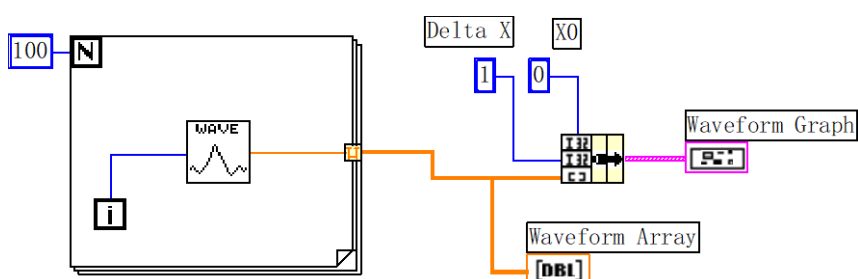 Delta X
X0
100
N
1
0
WAVE
I32
I32
[ ]
Waveform Graph
i
Waveform Array
[DBL]